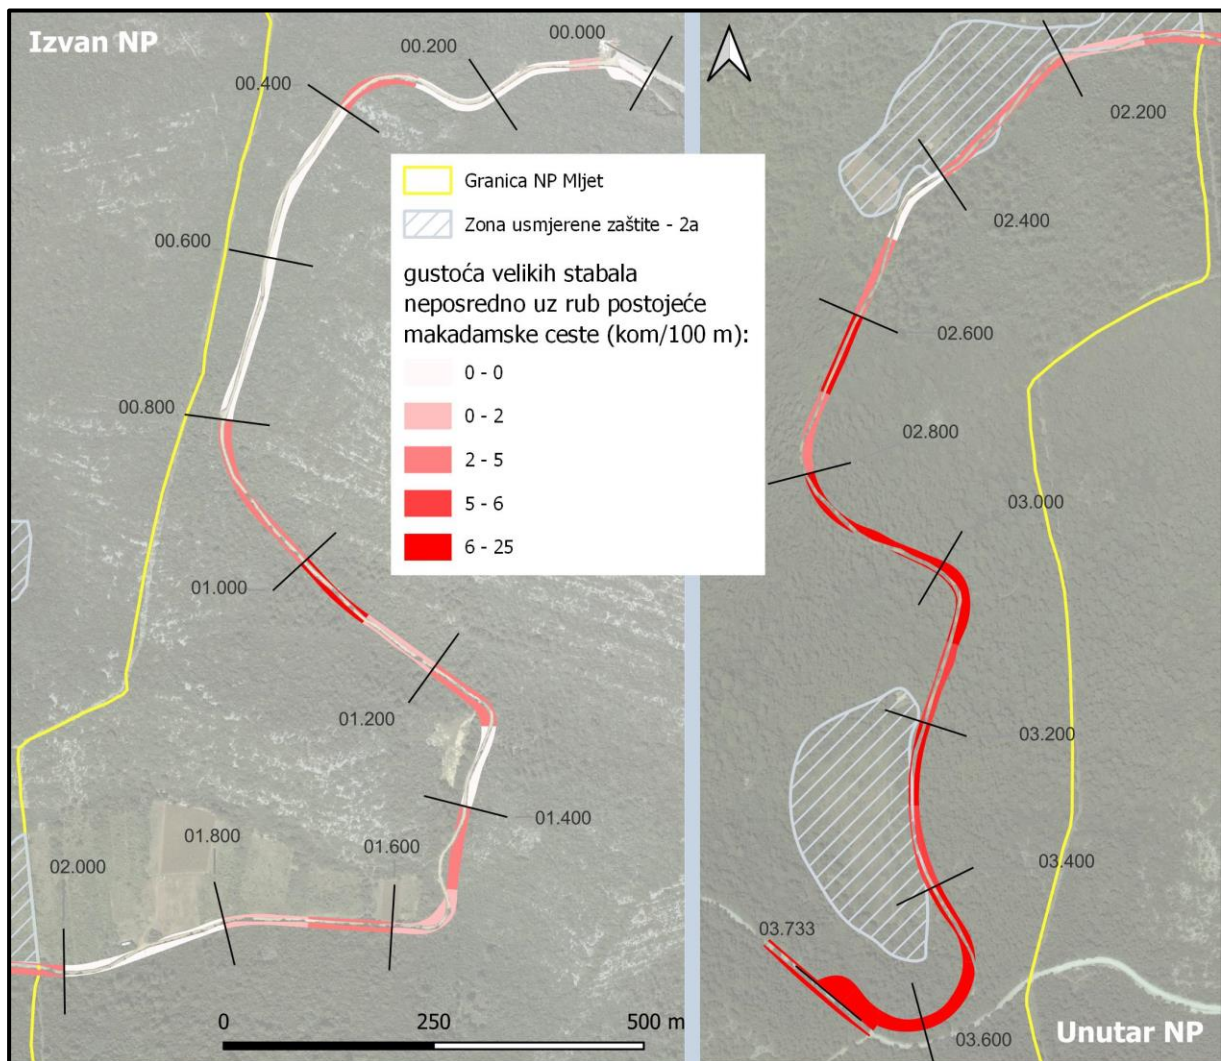 Izvan NP
00.000
00.200
00.400
00.600
00.800
01.000
01.200
01.400
01.600
01.800
02.000
Granica NP Mljet
Zona usmjerene zaštite - 2a
gustoća velikih stabala
neposredno uz rub postojeće
makadamske ceste (kom/100 m):
0 - 0
0 - 2
2 - 5
5 - 6
6 - 25
0 250 500 m
02.200
02.400
02.600
02.800
03.000
03.200
03.400
03.733
03.600
Unutar NP